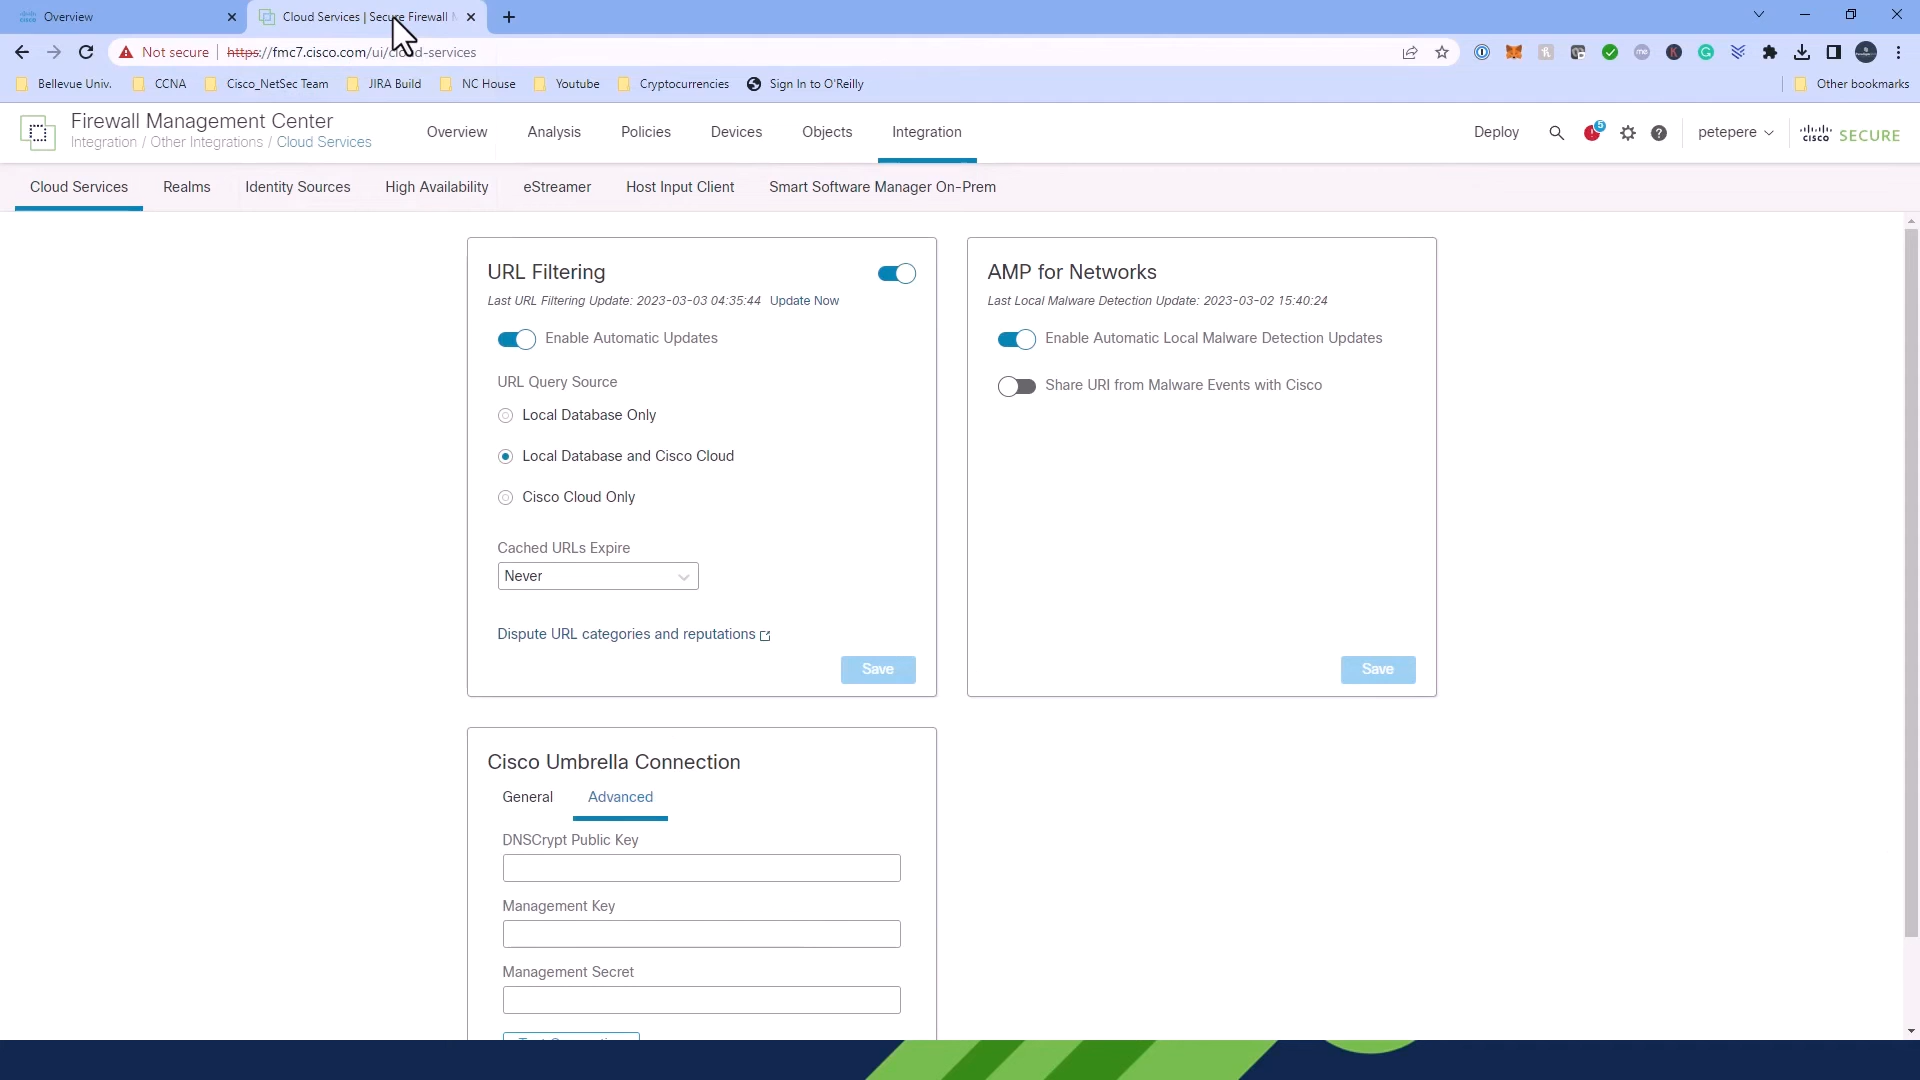 Overview
Cloud Services | Secure Firewall M
Not secure
https://fmc7.cisco.com/ui/cloud-services
Bellevue Univ.
CCNA
Cisco_NetSec Team
JIRA Build
NC House
Youtube
Cryptocurrencies
Sign In to O'Reilly
Other bookmarks
Firewall Management Center
Integration / Other Integrations / Cloud Services
Overview
Analysis
Policies
Devices
Objects
Integration
Deploy
5
petepere
cisco SECURE
Cloud Services
Realms
Identity Sources
High Availability
eStreamer
Host Input Client
Smart Software Manager On-Prem
URL Filtering
Last URL Filtering Update: 2023-03-03 04:35:44 Update Now
Enable Automatic Updates
URL Query Source
Local Database Only
Local Database and Cisco Cloud
Cisco Cloud Only
Cached URLs Expire
Never
Dispute URL categories and reputations
Save
AMP for Networks
Last Local Malware Detection Update: 2023-03-02 15:40:24
Enable Automatic Local Malware Detection Updates
Share URI from Malware Events with Cisco
Save
Cisco Umbrella Connection
General
Advanced
DNSCrypt Public Key
Management Key
Management Secret